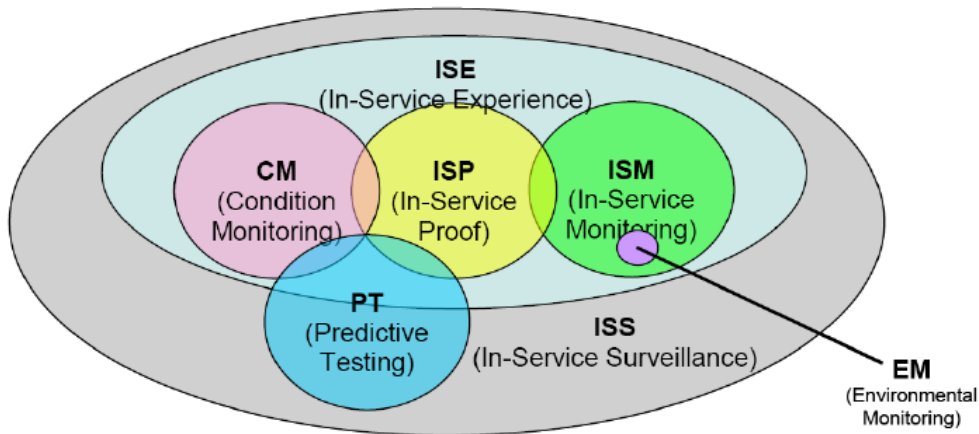 ISE
(In-Service Experience)
CM
(Condition
Monitoring)
ISP
(In-Service
Proof)
ISM
(In-Service
Monitoring)
PT
(Predictive
Testing)
ISS
(In-Service Surveillance)
EM
(Environmental
Monitoring)